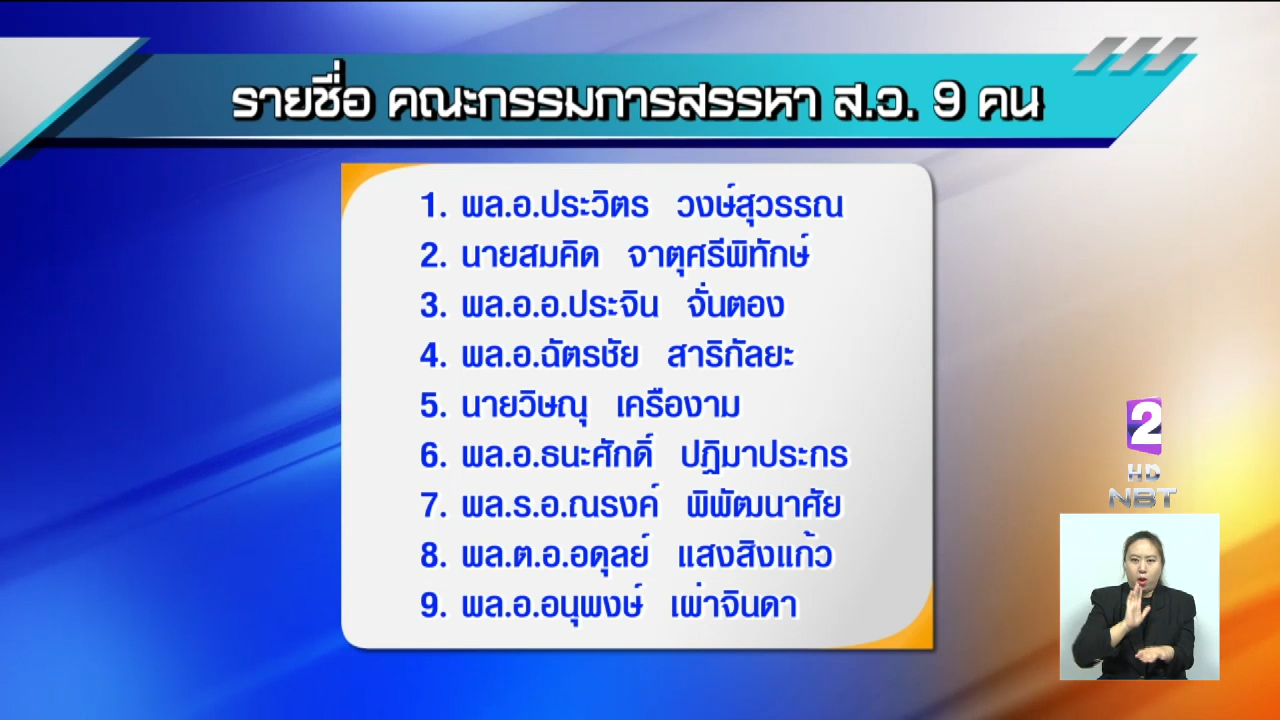 รายชื่อ คณะกรรมการสรรหา ส.ว. 9 คน
1. พล.อ.ประวิตร วงษ์สุวรรณ
2. นายสมคิด จาตุศรีพิทักษ์
3. พล.อ.อ.ประจิน จั่นตอง
4. พล.อ.ฉัตรชัย สาริกัลยะ
5. นายวิษณุ เครืองาม
6. พล.อ.ธนะศักดิ์ ปฏิมาประกร
7. พล.ร.อ.ณรงค์ พิพัฒนาศัย
8. พล.ต.อ.อดุลย์ แสงสิงแก้ว
9. พล.อ.อนุพงษ์ เผ่าจินดา
2
HD
NBT